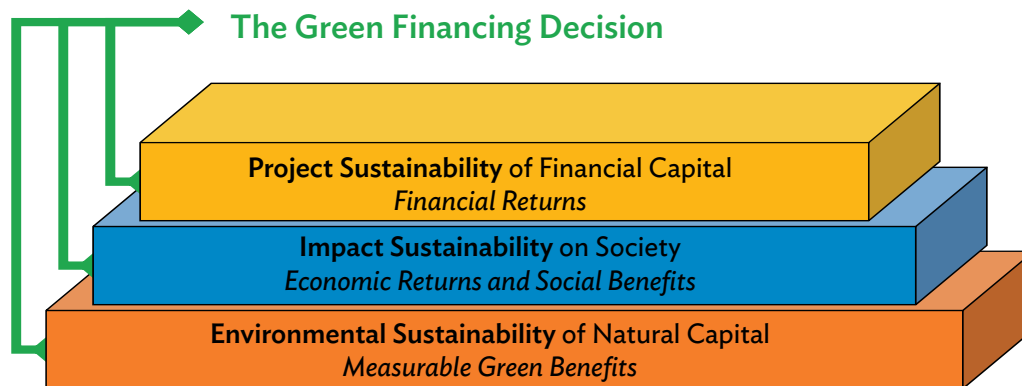 The Green Financing Decision
Project Sustainability of Financial Capital
Financial Returns
Impact Sustainability on Society
Economic Returns and Social Benefits
Environmental Sustainability of Natural Capital
Measurable Green Benefits